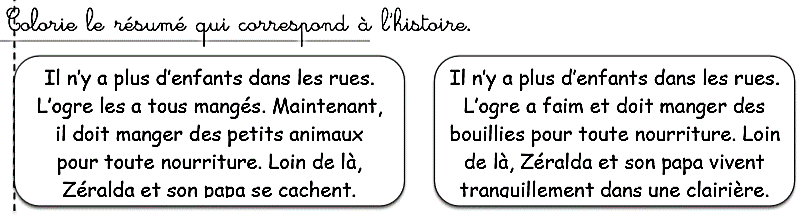 Colorie le résumé qui correspond à l'histoire.
Il n'y a plus d'enfants dans les rues.
L'ogre les a tous mangés. Maintenant,
il doit manger des petits animaux
pour toute nourriture. Loin de là,
Zéralda et son papa se cachent.
Il n'y a plus d'enfants dans les rues.
L'ogre a faim et doit manger des
bouillies pour toute nourriture. Loin
de là, Zéralda et son papa vivent
tranquillement dans une clairière.